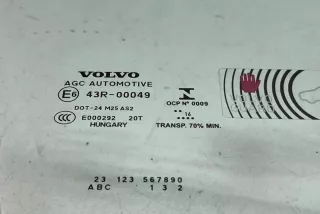 VOLVO
AGC AUTOMOTIVE
E6 43R-00049
OCP Nº 0009
DOT-24 M25 AS2
.. 16
CCC E000292 20T
HUNGARY
TRANSP. 70% MIN.
23 123 567890
ABC 132